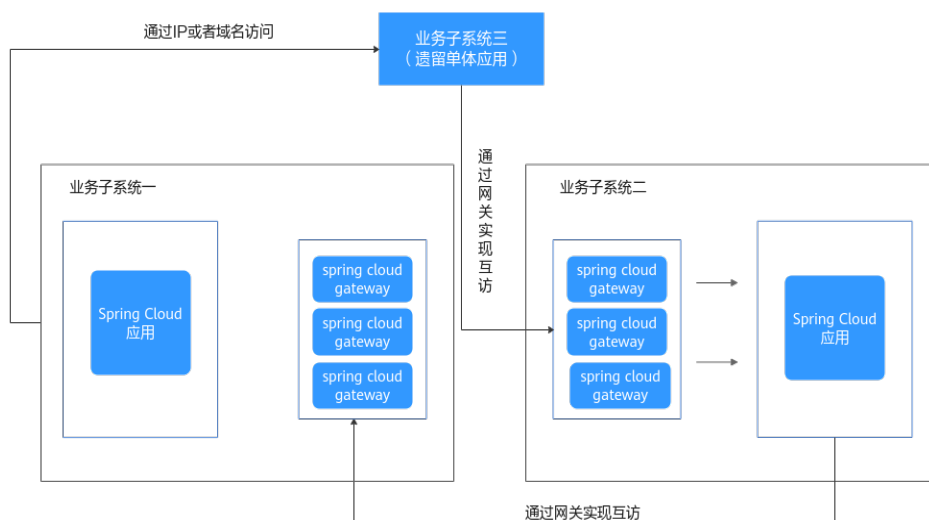 通过IP或者域名访问
业务子系统三
（遗留单体应用）
通过网关实现互访
业务子系统一
Spring Cloud
应用
spring cloud
gateway
spring cloud
gateway
spring cloud
gateway
业务子系统二
spring cloud
gateway
spring cloud
gateway
spring cloud
gateway
Spring Cloud
应用
通过网关实现互访